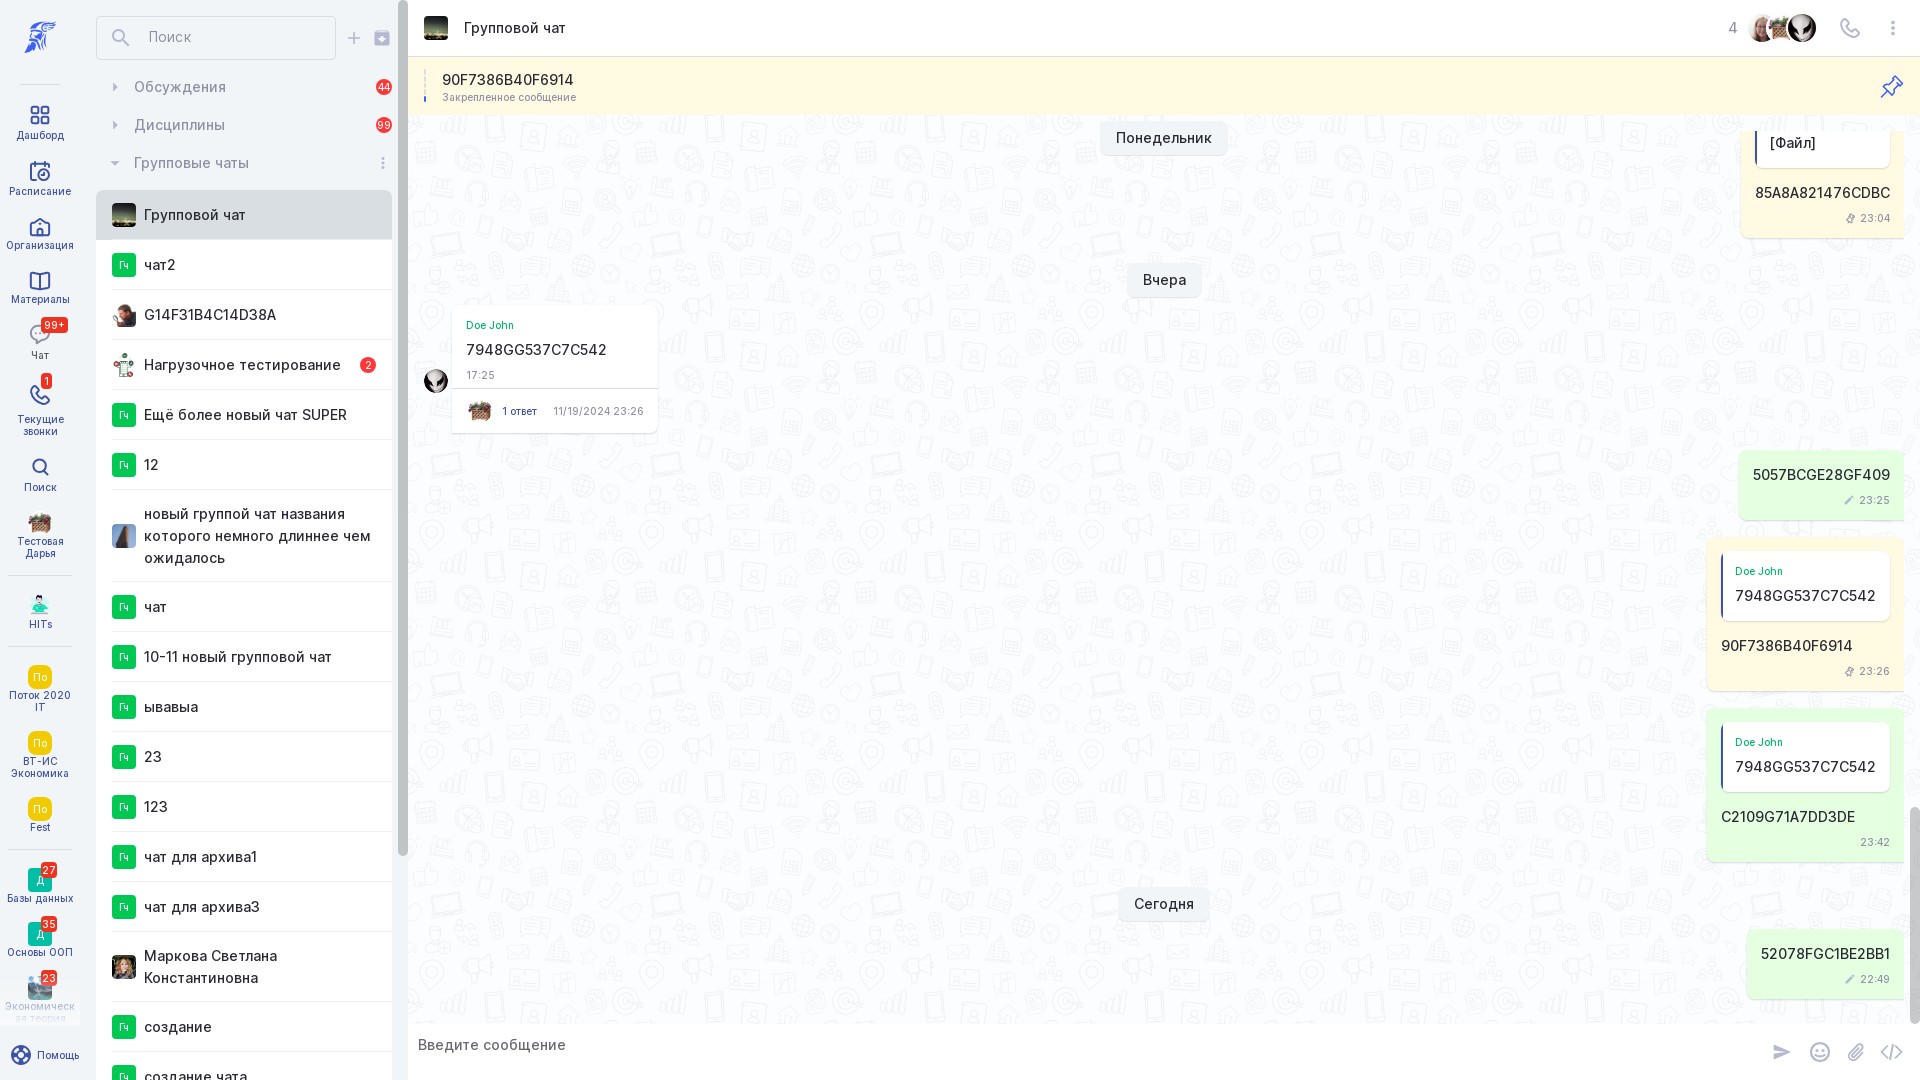 Дашборд
Расписание
Организация
Материалы
99+
Чат
1
Текущие
звонки
Поиск
Тестовая
Дарья
HITs
По
Поток 2020
IT
По
ВТ-ИС
Экономика
По
Fest
27
Д
Базы данных
35
Д
Основы ООП
23
Экономическ
ая теория
Помощь
Поиск
Обсуждения
44
Дисциплины
99
Групповые чаты
Групповой чат
Гч
чат2
G14F31B4C14D38A
Нагрузочное тестирование
2
Гч
Ещё более новый чат SUPER
Гч
12
новый группой чат названия
которого немного длиннее чем
ожидалось
Гч
чат
Гч
10-11 новый групповой чат
Гч
ывавыа
Гч
23
Гч
123
Гч
чат для архива1
Гч
чат для архива3
Маркова Светлана
Константиновна
Гч
создание
Гч
создание чата
Групповой чат
4
90F7386B40F6914
Закрепленное сообщение
Понедельник
[Файл]
85A8A821476CDBC
23:04
Вчера
Doe John
7948GG537C7C542
17:25
1 ответ
11/19/2024 23:26
5057BCGE28GF409
23:25
Doe John
7948GG537C7C542
90F7386B40F6914
23:26
Doe John
7948GG537C7C542
C2109G71A7DD3DE
23:42
Сегодня
52078FGC1BE2BB1
22:49
Введите сообщение